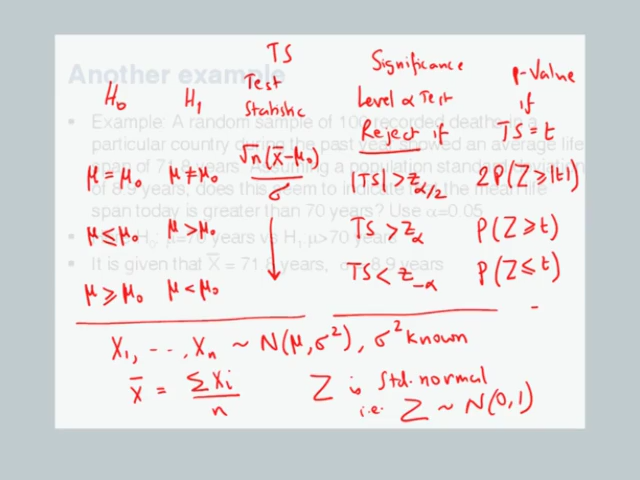 TS
Significance
p-Value
H₀ H₁ Test Level α Test if
Statistic Reject if TS = t
μ = μ₀ μ ≠ μ₀ √n(x̄-μ₀)/σ |TS| > z_{α/2} 2P(Z ≥ |t|)
μ ≤ μ₀ μ > μ₀ TS > z_α P(Z ≥ t)
μ ≥ μ₀ μ < μ₀ TS < z_{-α} P(Z ≤ t)
X₁, ..., Xₙ ~ N(μ, σ²), σ² known
X̄ = ΣXᵢ/n Z is Std. normal
i.e. Z ~ N(0,1)
Another example
• Example: A random sample of 100 recorded deaths in a
particular country during the past year showed an average life
span of 71.8 years. Assuming a population standard deviation
of 8.9 years, does this seem to indicate that the mean life
span today is greater than 70 years? Use α=0.05
H₀: μ=70 years vs H₁ μ>70 years
• It is given that X̄ = 71.8 years, 8.9 years